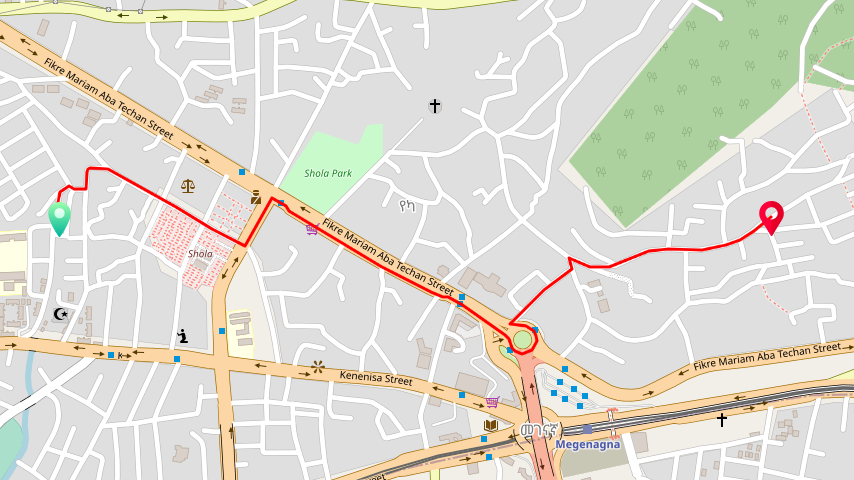 Fikre Mariam Aba Techan Street
Shola Park
የካ
Fikre Mariam Aba Techan Street
Shola
Fikre Mariam Aba Techan Street
Kenenisa Street
መገናኛ
Megenagna